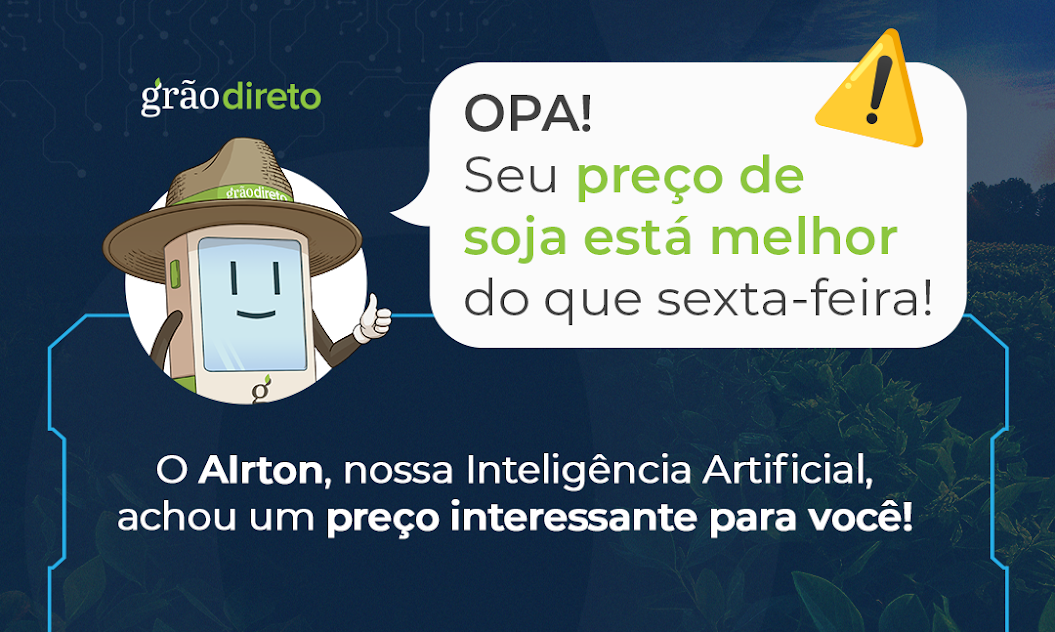 grãodireto
OPA!
Seu preço de
soja está melhor
do que sexta-feira!
grãodireto
g
O AIrton, nossa Inteligência Artificial,
achou um preço interessante para você!